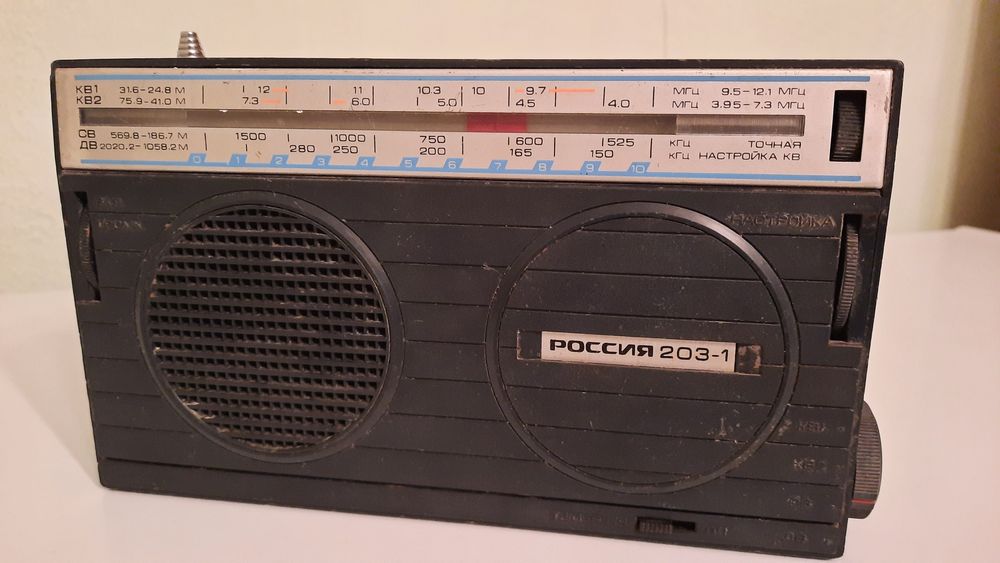 КВ1 31.6-24.8 М 12 11 10.3 10 9.7 МГЦ 9.5-12.1 МГЦ
КВ2 75.9-41.0 М 7.3 6.0 5.0 4.5 4.0 МГЦ 3.95-7.3 МГЦ
СВ 569.8-186.7 М 1500 1000 750 600 525 КГЦ ТОЧНАЯ
ДВ 2020.2-1058.2 М 280 250 200 165 150 КГЦ НАСТРОЙКА КВ
0 1 2 3 4 5 6 7 8 9 10
НАСТРОЙКА
РОССИЯ 203-1
КВ1
КВ2
СВ
ДВ